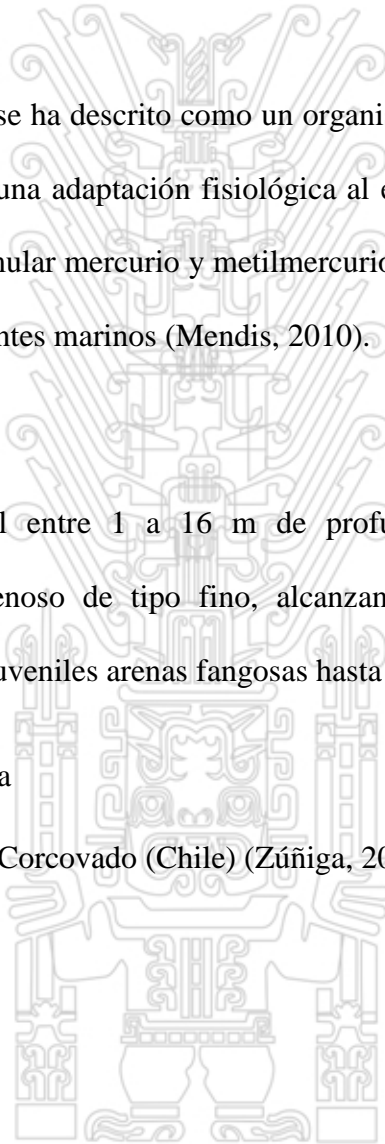 se ha descrito como un organi
una adaptación fisiológica al
mular mercurio y metilmercurio
ntes marinos (Mendis, 2010).
l entre 1 a 16 m de profu
enoso de tipo fino, alcanzan
uveniles arenas fangosas hasta
a
Corcovado (Chile) (Zúñiga, 20